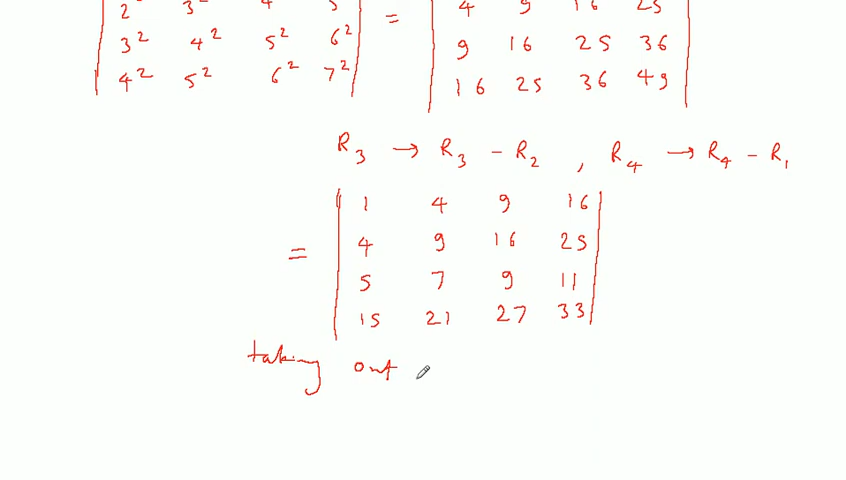 2² 3² 4 5 4 9 16 25
3² 4² 5² 6² = 9 16 25 36
4² 5² 6² 7² 16 25 36 49
R₃ → R₃ – R₂ , R₄ → R₄ – R₁
1 4 9 16
= 4 9 16 25
5 7 9 11
15 21 27 33
taking out